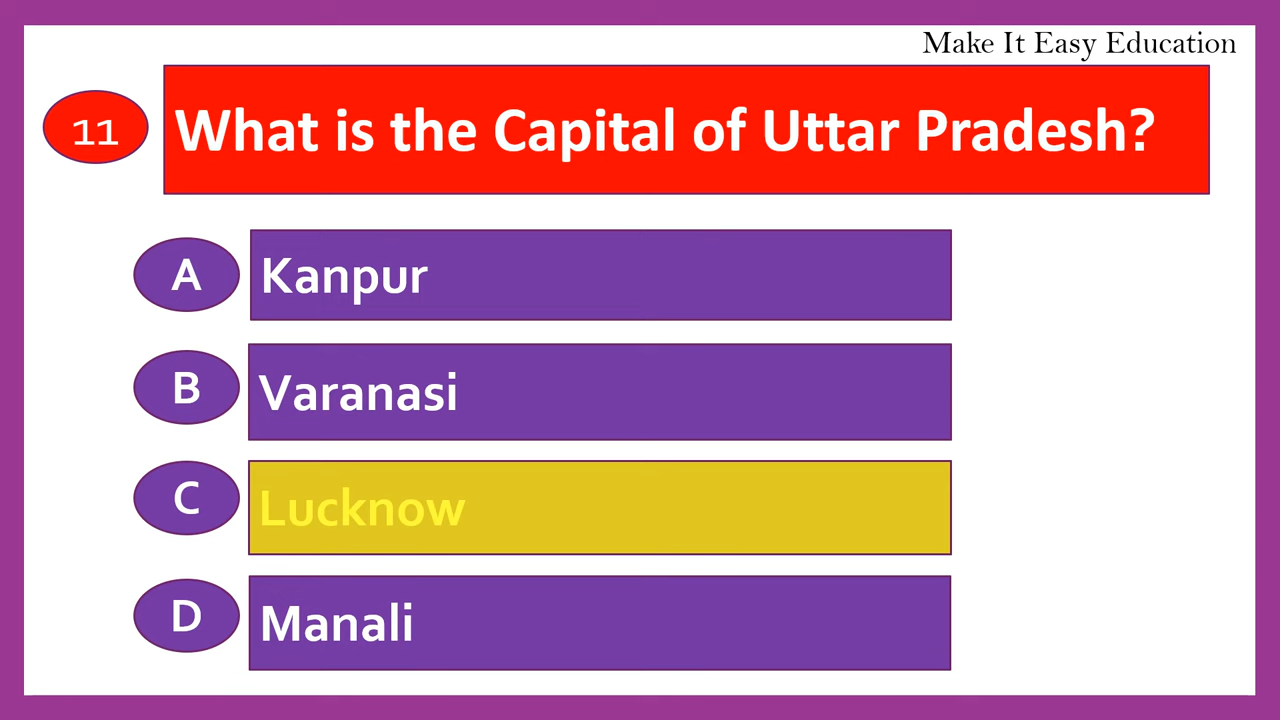 Make It Easy Education
11
What is the Capital of Uttar Pradesh?
A
Kanpur
B
Varanasi
C
Lucknow
D
Manali